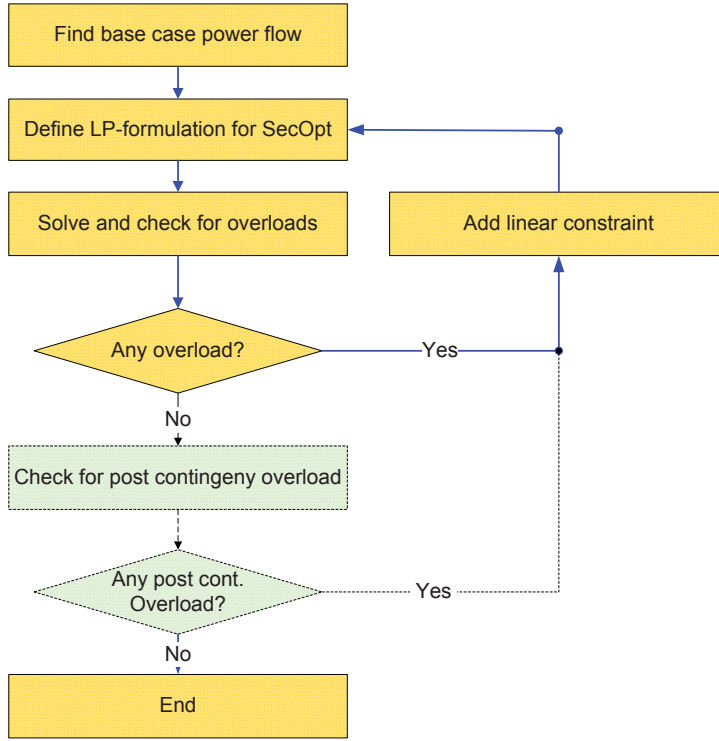 Find base case power flow
Define LP-formulation for SecOpt
Solve and check for overloads
Add linear constraint
Any overload?
Yes
No
Check for post contingeny overload
Any post cont.
Overload?
Yes
No
End